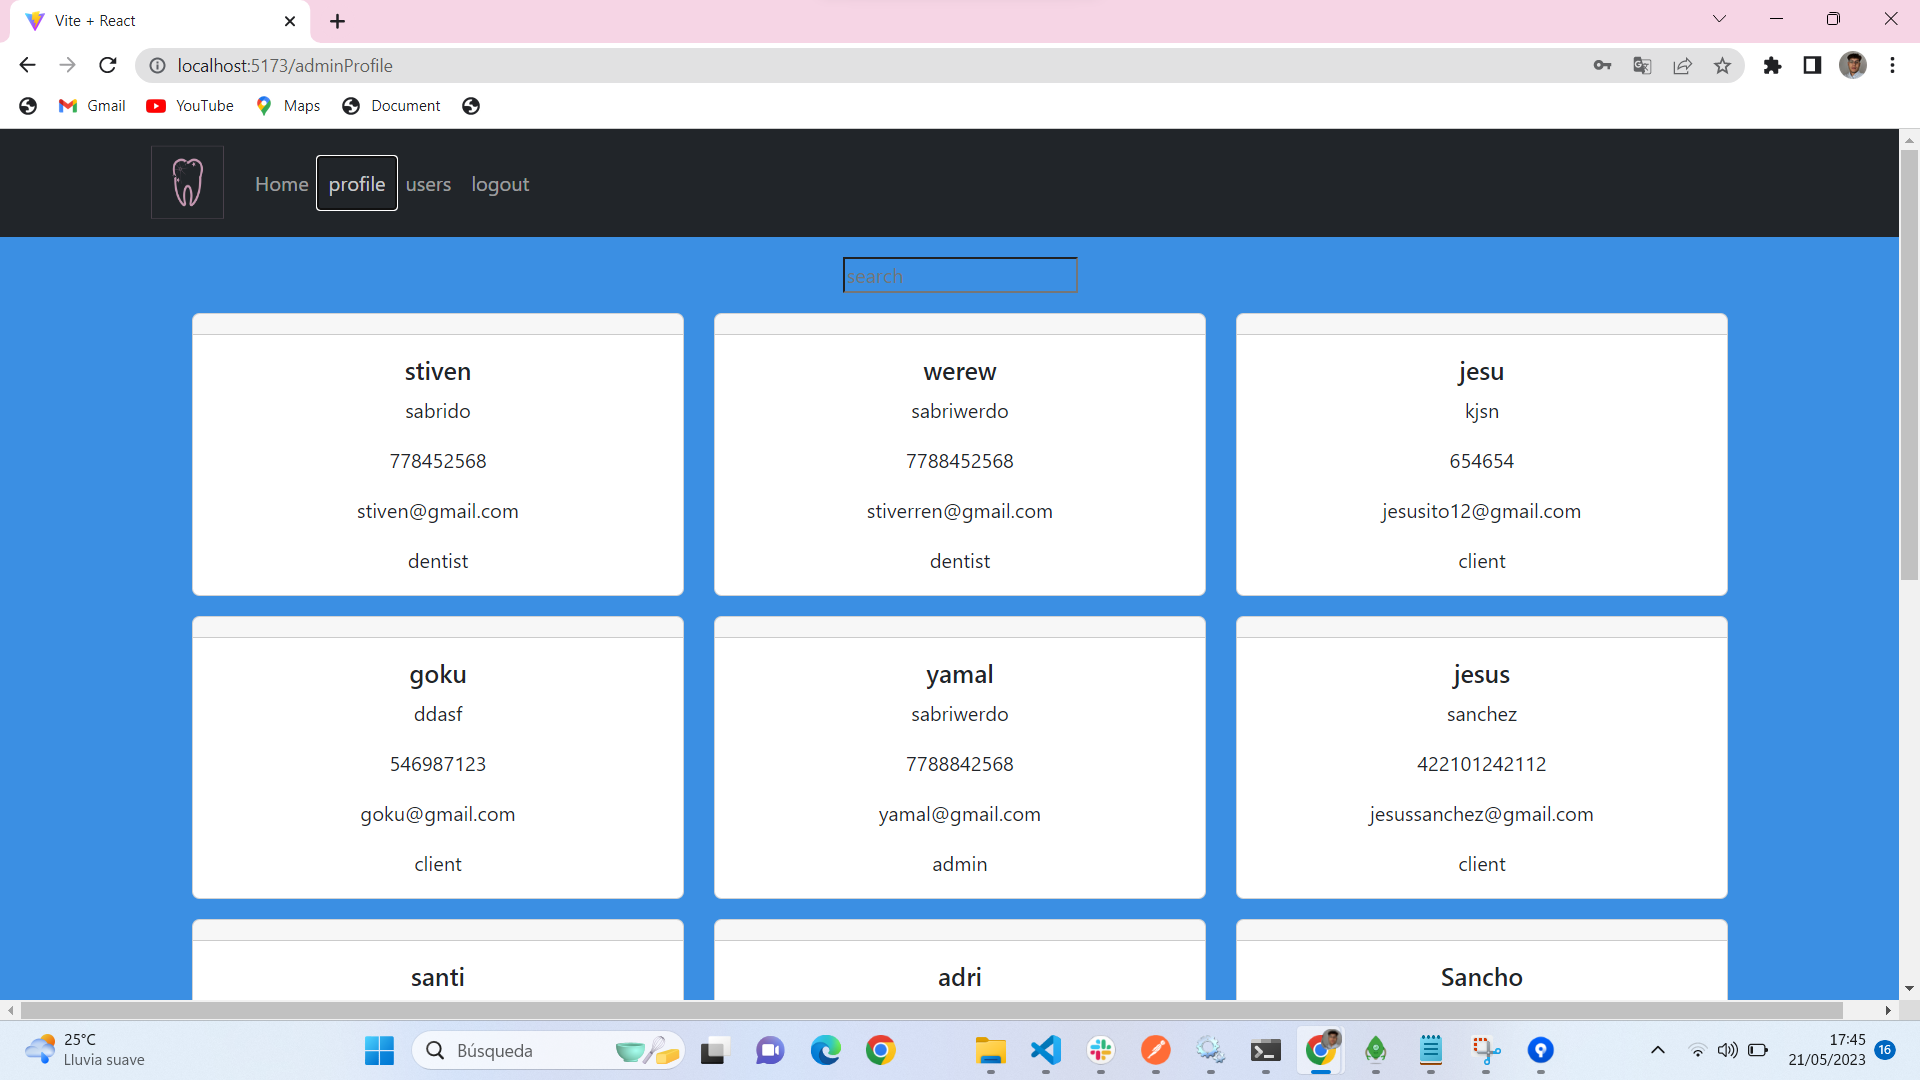 Vite + React
localhost:5173/adminProfile
Gmail YouTube Maps Document
Home profile users logout
search
stiven
sabrido
778452568
stiven@gmail.com
dentist
werew
sabriwerdo
7788452568
stiverren@gmail.com
dentist
jesu
kjsn
654654
jesusito12@gmail.com
client
goku
ddasf
546987123
goku@gmail.com
client
yamal
sabriwerdo
7788842568
yamal@gmail.com
admin
jesus
sanchez
422101242112
jesussanchez@gmail.com
client
santi
adri
Sancho
25°C
Lluvia suave
Búsqueda
17:45
21/05/2023
16